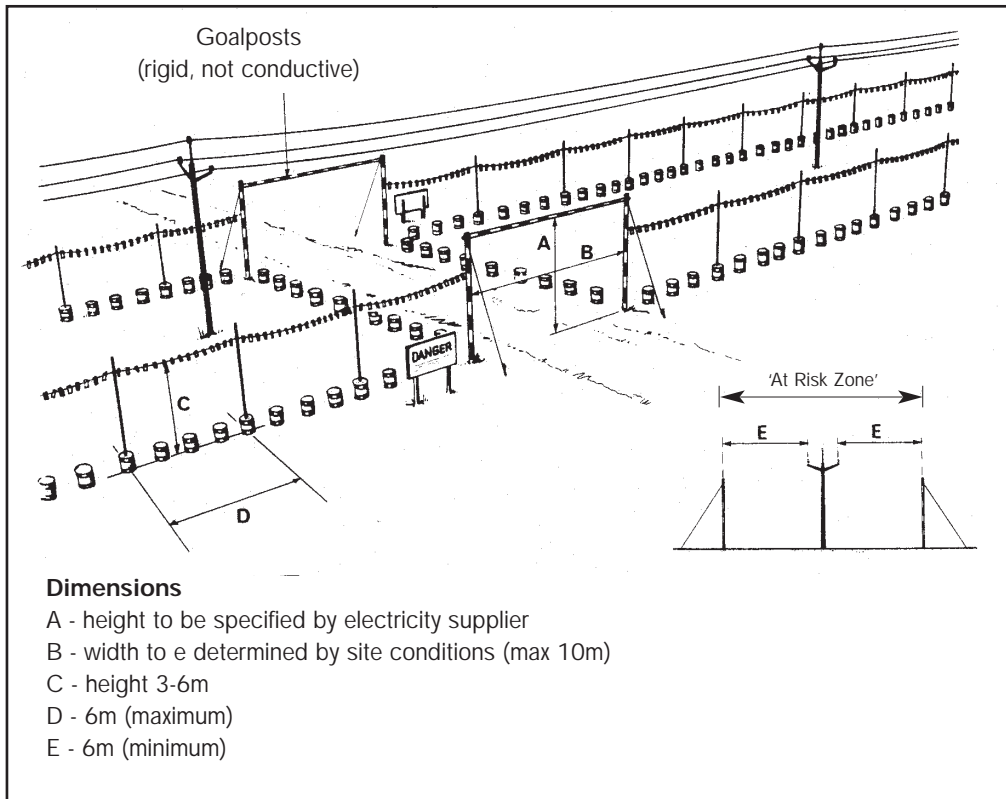 Goalposts
(rigid, not conductive)
A
B
DANGER
C
D
'At Risk Zone'
E E
Dimensions
A - height to be specified by electricity supplier
B - width to e determined by site conditions (max 10m)
C - height 3-6m
D - 6m (maximum)
E - 6m (minimum)